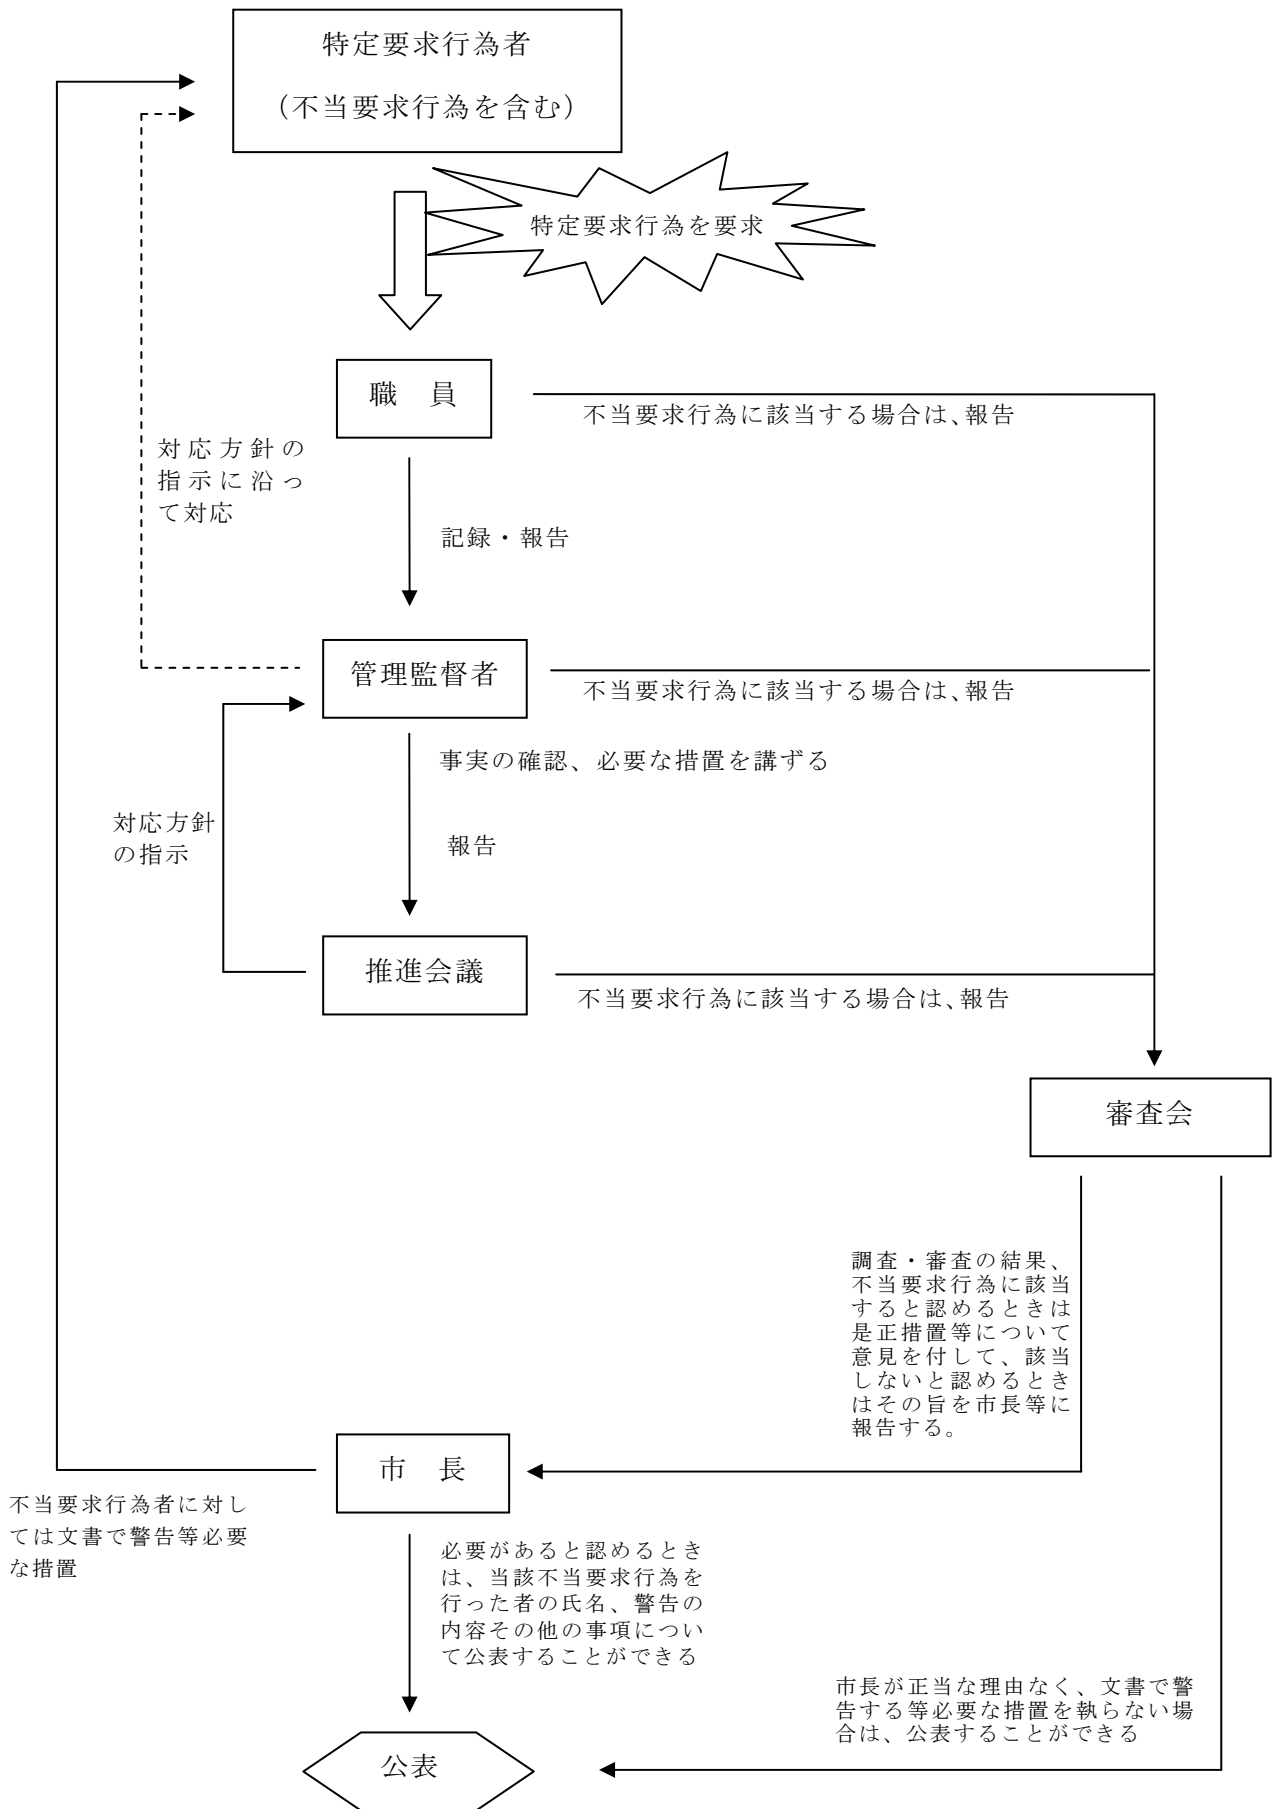 特定要求行為者
(不当要求行為を含む)
特定要求行為を要求
職　員
不当要求行為に該当する場合は、報告
対応方針の
指示に沿っ
て対応
記録・報告
管理監督者
不当要求行為に該当する場合は、報告
事実の確認、必要な措置を講ずる
対応方針
の指示
報告
推進会議
不当要求行為に該当する場合は、報告
審査会
調査・審査の結果、
不当要求行為に該当
すると認めるときは
是正措置等について
意見を付して、該当
しないと認めるとき
はその旨を市長等に
報告する。
市　長
不当要求行為者に対し
ては文書で警告等必要
な措置
必要があると認めるとき
は、当該不当要求行為を
行った者の氏名、警告の
内容その他の事項につい
て公表することができる
市長が正当な理由なく、文書で警
告する等必要な措置を執らない場
合は、公表することができる
公表